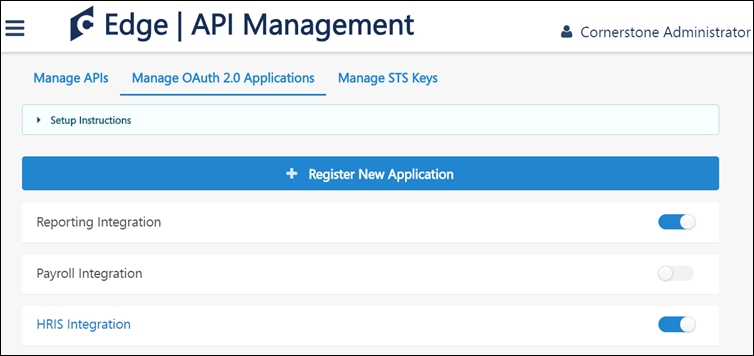 Edge | API Management
Cornerstone Administrator
Manage APIs Manage OAuth 2.0 Applications Manage STS Keys
Setup Instructions
+ Register New Application
Reporting Integration
Payroll Integration
HRIS Integration